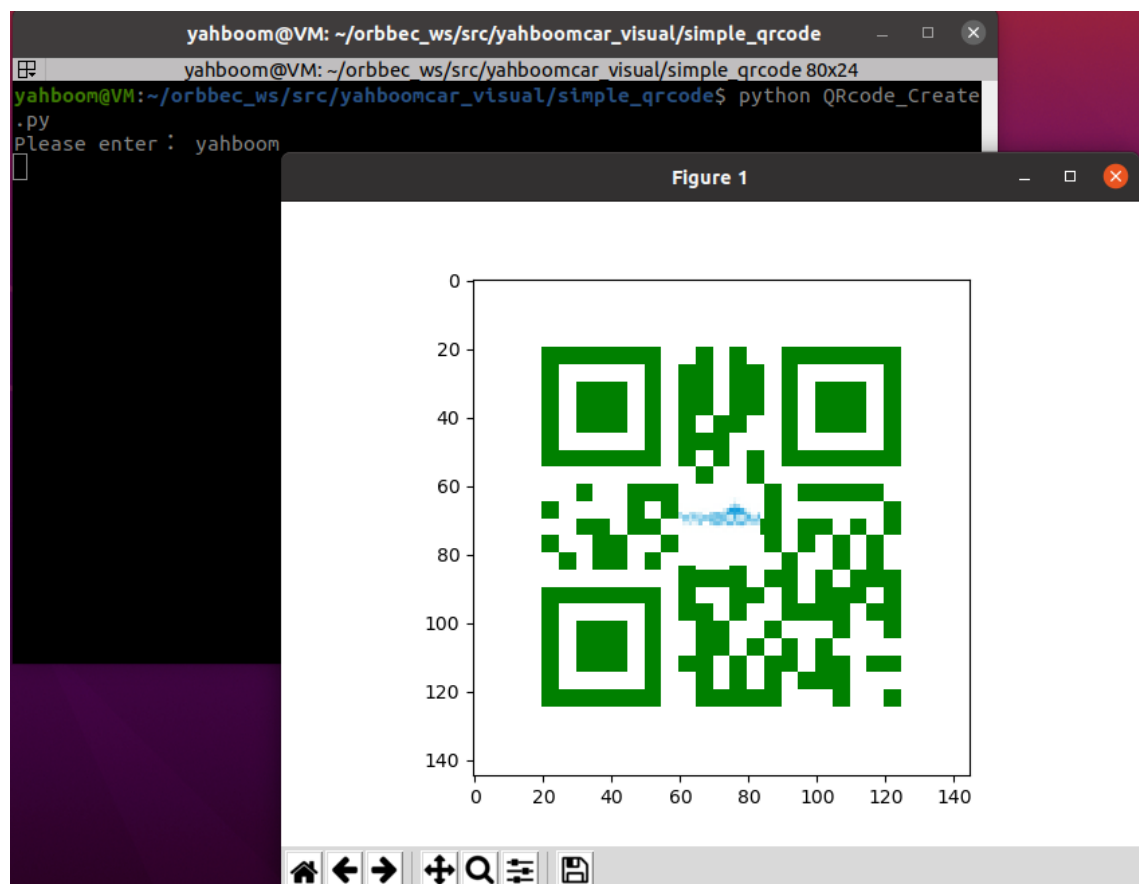 yahboom@VM: ~/orbbec_ws/src/yahboomcar_visual/simple_qrcode
yahboom@VM: ~/orbbec_ws/src/yahboomcar_visual/simple_qrcode 80x24
yahboom@VM:~/orbbec_ws/src/yahboomcar_visual/simple_qrcode$ python QRcode_Create
.py
Please enter： yahboom
Figure 1
0
20
40
60
80
100
120
140
0 20 40 60 80 100 120 140